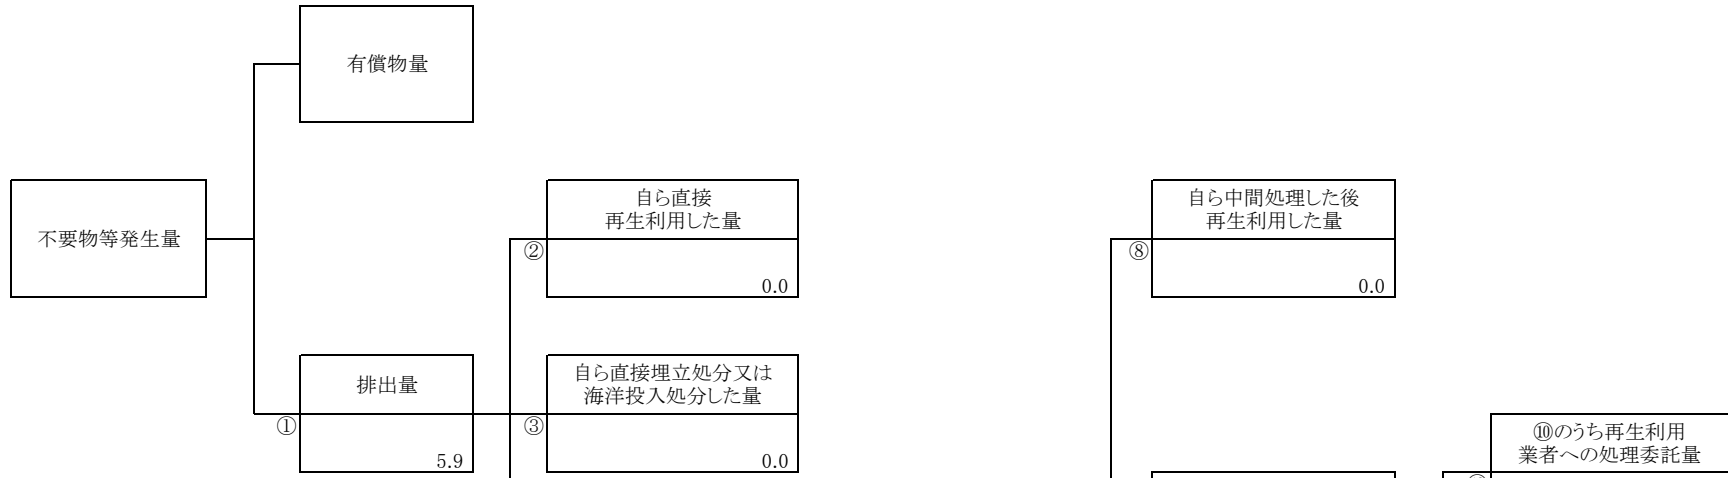 有償物量
不要物等発生量
自ら直接
再生利用した量
②
0.0
自ら中間処理した後
再生利用した量
⑧
0.0
排出量
①
5.9
自ら直接埋立処分又は
海洋投入処分した量
③
0.0
⑩のうち再生利用
業者への処理委託量